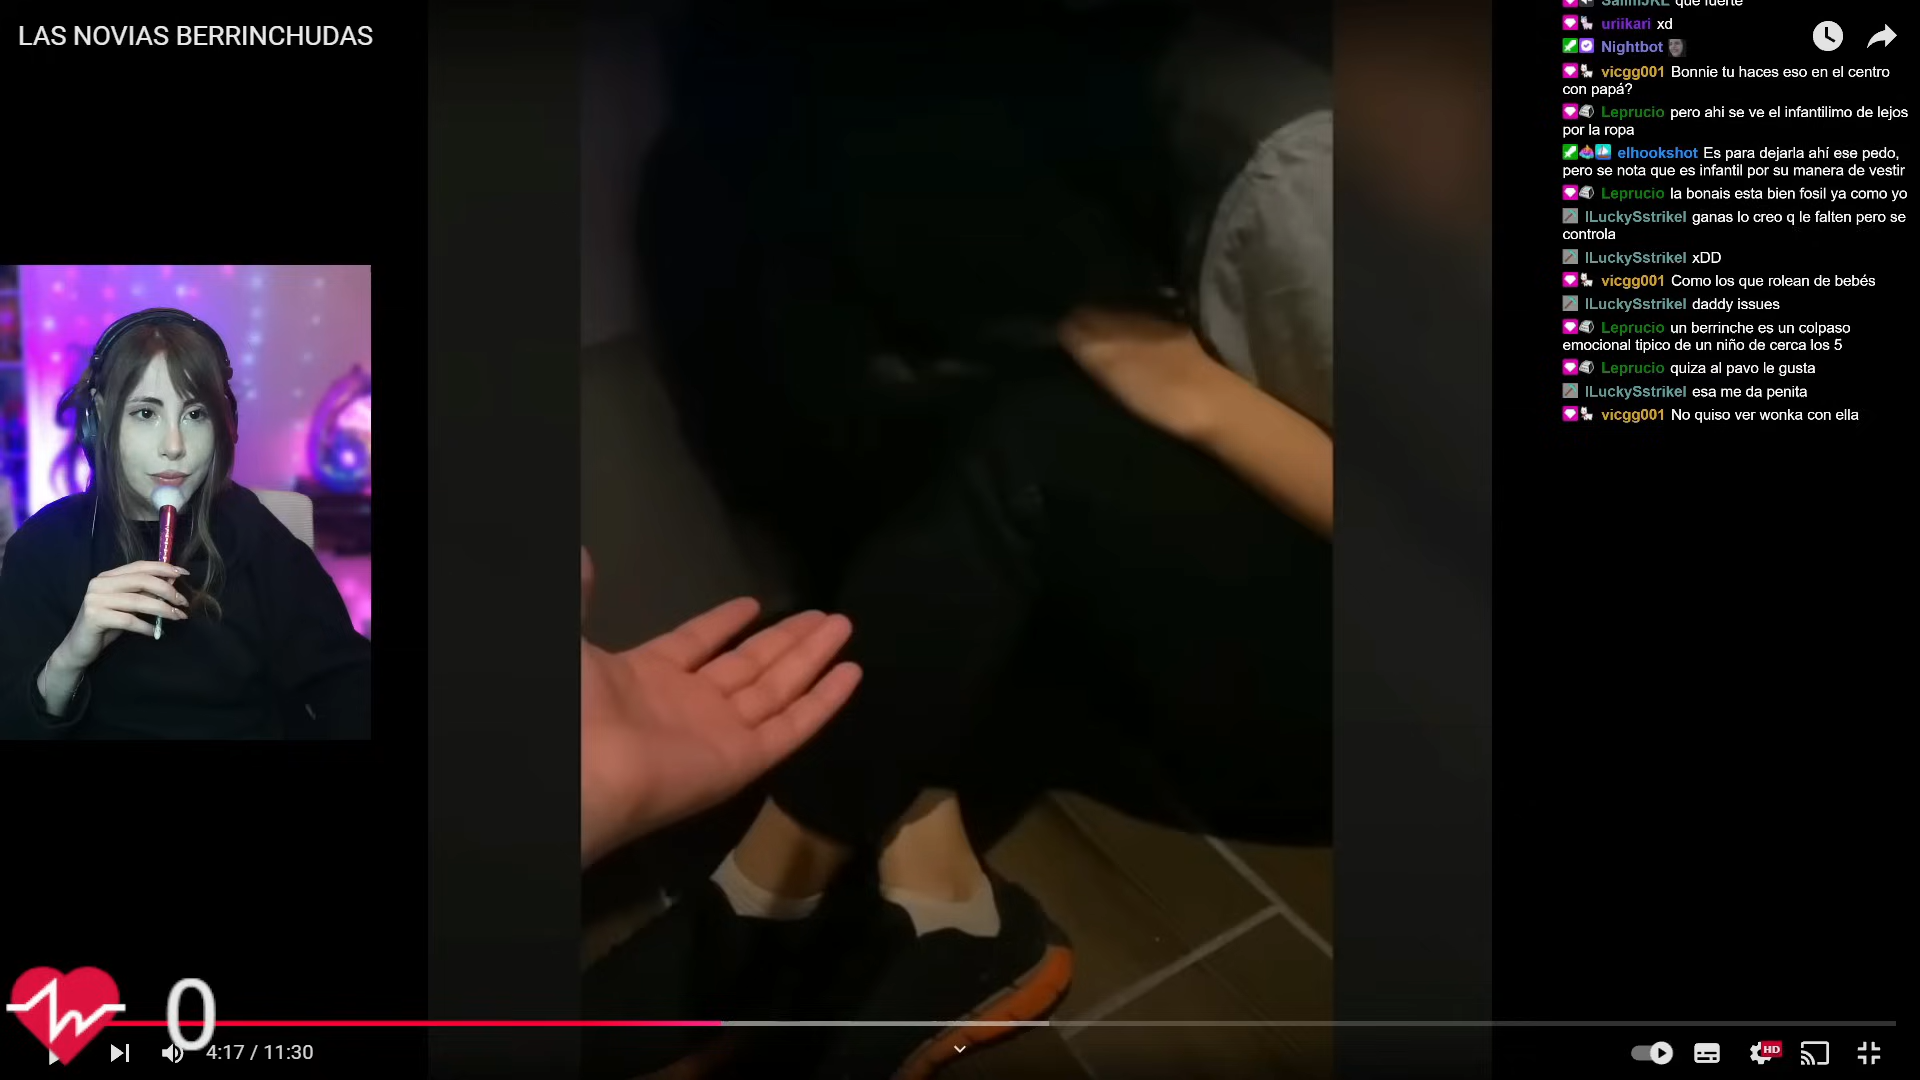 LAS NOVIAS BERRINCHUDAS
SailmJKL que fuerte
uriikari xd
Nightbot
vicgg001 Bonnie tu haces eso en el centro
con papá?
Leprucio pero ahi se ve el infantilimo de lejos
por la ropa
elhookshot Es para dejarla ahí ese pedo,
pero se nota que es infantil por su manera de vestir
Leprucio la bonais esta bien fosil ya como yo
lLuckySstrikel ganas lo creo q le falten pero se
controla
lLuckySstrikel xDD
vicgg001 Como los que rolean de bebés
lLuckySstrikel daddy issues
Leprucio un berrinche es un colpaso
emocional tipico de un niño de cerca los 5
Leprucio quiza al pavo le gusta
lLuckySstrikel esa me da penita
vicgg001 No quiso ver wonka con ella
0
4:17 / 11:30
HD